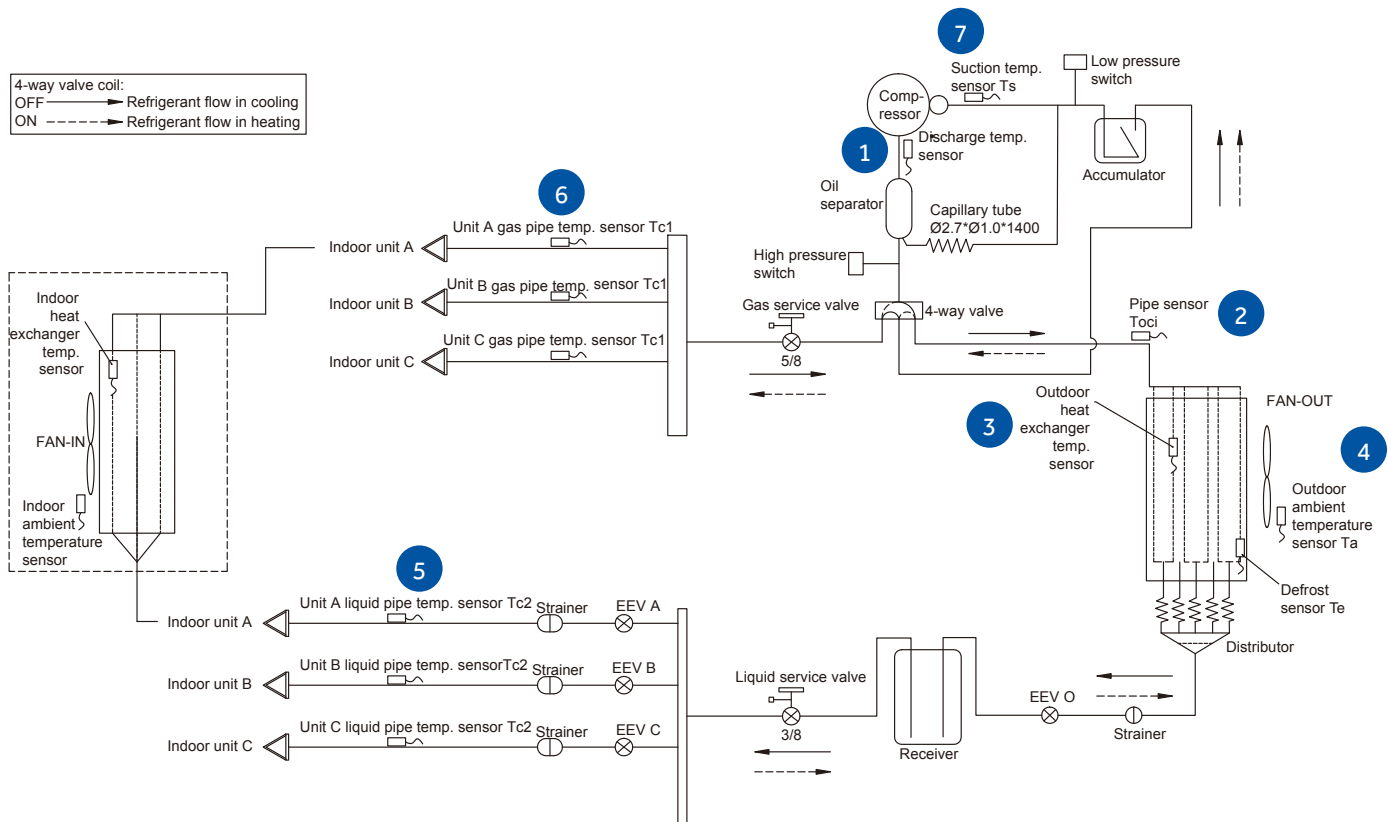 4-way valve coil:
OFF Refrigerant flow in cooling
ON Refrigerant flow in heating
7
Suction temp.
sensor Ts
Low pressure
switch
Comp-
ressor
1
Discharge temp.
sensor
Accumulator
Oil
separator
Capillary tube
Ø2.7*Ø1.0*1400
6
Unit A gas pipe temp. sensor Tc1
Indoor unit A
High pressure
switch
Unit B gas pipe temp. sensor Tc1
Indoor unit B
Gas service valve
4-way valve
5/8
Unit C gas pipe temp. sensor Tc1
Indoor unit C
Pipe sensor
Toci
2
Indoor
heat
exchanger
temp.
sensor
FAN-IN
Indoor
ambient
temperature
sensor
3
Outdoor
heat
exchanger
temp.
sensor
FAN-OUT
4
Outdoor
ambient
temperature
sensor Ta
Defrost
sensor Te
Distributor
5
Unit A liquid pipe temp. sensor Tc2
Strainer
EEV A
Indoor unit A
Unit B liquid pipe temp. sensorTc2
Strainer
EEV B
Indoor unit B
Unit C liquid pipe temp. sensor Tc2
Strainer
EEV C
Indoor unit C
Liquid service valve
3/8
Receiver
EEV O
Strainer